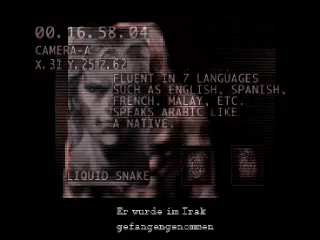 00.16.58.04
CAMERA-A
X.31 Y.2512.62
FLUENT IN 7 LANGUAGES
SUCH AS ENGLISH, SPANISH,
FRENCH, MALAY, ETC.
SPEAKS ARABIC LIKE
A NATIVE.
LIQUID SNAKE
Er wurde im Irak
gefangengenommen